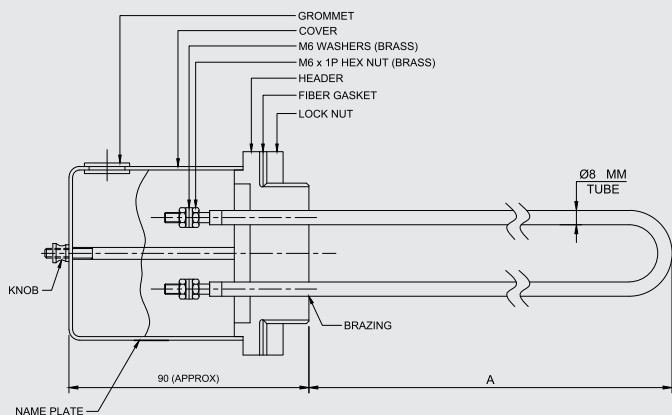 GROMMET
COVER
M6 WASHERS (BRASS)
M6 x 1P HEX NUT (BRASS)
HEADER
FIBER GASKET
LOCK NUT
Ø8 MM
TUBE
KNOB
BRAZING
90 (APPROX)
A
NAME PLATE